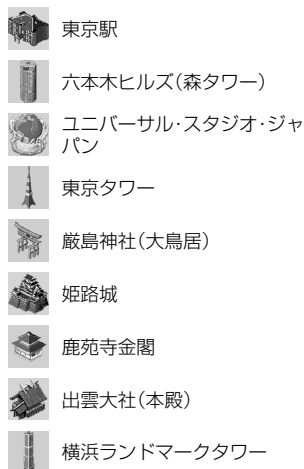 東京駅
六本木ヒルズ(森タワー)
ユニバーサル・スタジオ・ジャ
パン
東京タワー
厳島神社(大鳥居)
姫路城
鹿苑寺金閣
出雲大社(本殿)
横浜ランドマークタワー